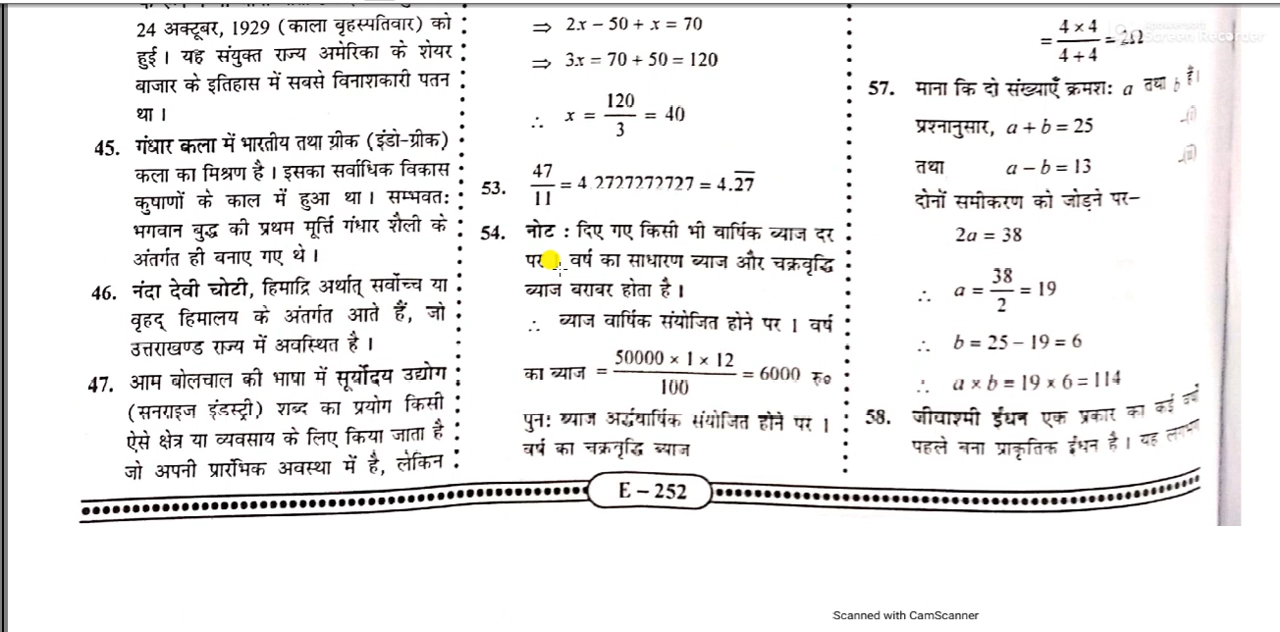 24 अक्टूबर, 1929 (काला बृहस्पतिवार) को
हुई। यह संयुक्त राज्य अमेरिका के शेयर
बाजार के इतिहास में सबसे विनाशकारी पतन
था।
45. गंधार कला में भारतीय तथा ग्रीक (इंडो-ग्रीक)
कला का मिश्रण है। इसका सर्वाधिक विकास
कुषाणों के काल में हुआ था। सम्भवतः
भगवान बुद्ध की प्रथम मूर्त्ति गंधार शैली के
अंतर्गत ही बनाए गए थे।
46. नंदा देवी चोटी, हिमाद्रि अर्थात् सर्वोच्च या
वृहद् हिमालय के अंतर्गत आते हैं, जो
उत्तराखण्ड राज्य में अवस्थित है।
47. आम बोलचाल की भाषा में सूर्योदय उद्योग
(सनराइज इंडस्ट्री) शब्द का प्रयोग किसी
ऐसे क्षेत्र या व्यवसाय के लिए किया जाता है
जो अपनी प्रारंभिक अवस्था में है, लेकिन
⇒ 2x – 50 + x = 70
⇒ 3x = 70 + 50 = 120
∴ x = 120/3 = 40
53. 47/11 = 4.2727272727 = 4.2̅7̅
54. नोट : दिए गए किसी भी वार्षिक ब्याज दर
पर वर्ष का साधारण ब्याज और चक्रवृद्धि
ब्याज बराबर होता है।
∴ ब्याज वार्षिक संयोजित होने पर 1 वर्ष
का ब्याज = 50000 × 1 × 12/100 = 6000 रु०
पुनः ब्याज अर्द्धवार्षिक संयोजित होने पर 1
वर्ष का चक्रवृद्धि ब्याज
= 4 × 4/4 + 4 = 2Ω
57. माना कि दो संख्याएँ क्रमशः a तथा b है।
प्रश्नानुसार, a + b = 25 –(i)
तथा a – b = 13 –(ii)
दोनों समीकरण को जोड़ने पर–
2a = 38
∴ a = 38/2 = 19
∴ b = 25 – 19 = 6
∴ a × b = 19 × 6 = 114
58. जीवाश्मी ईंधन एक प्रकार का कई वर्षों
पहले बना प्राकृतिक ईंधन है। यह लगभग
E – 252
Scanned with CamScanner